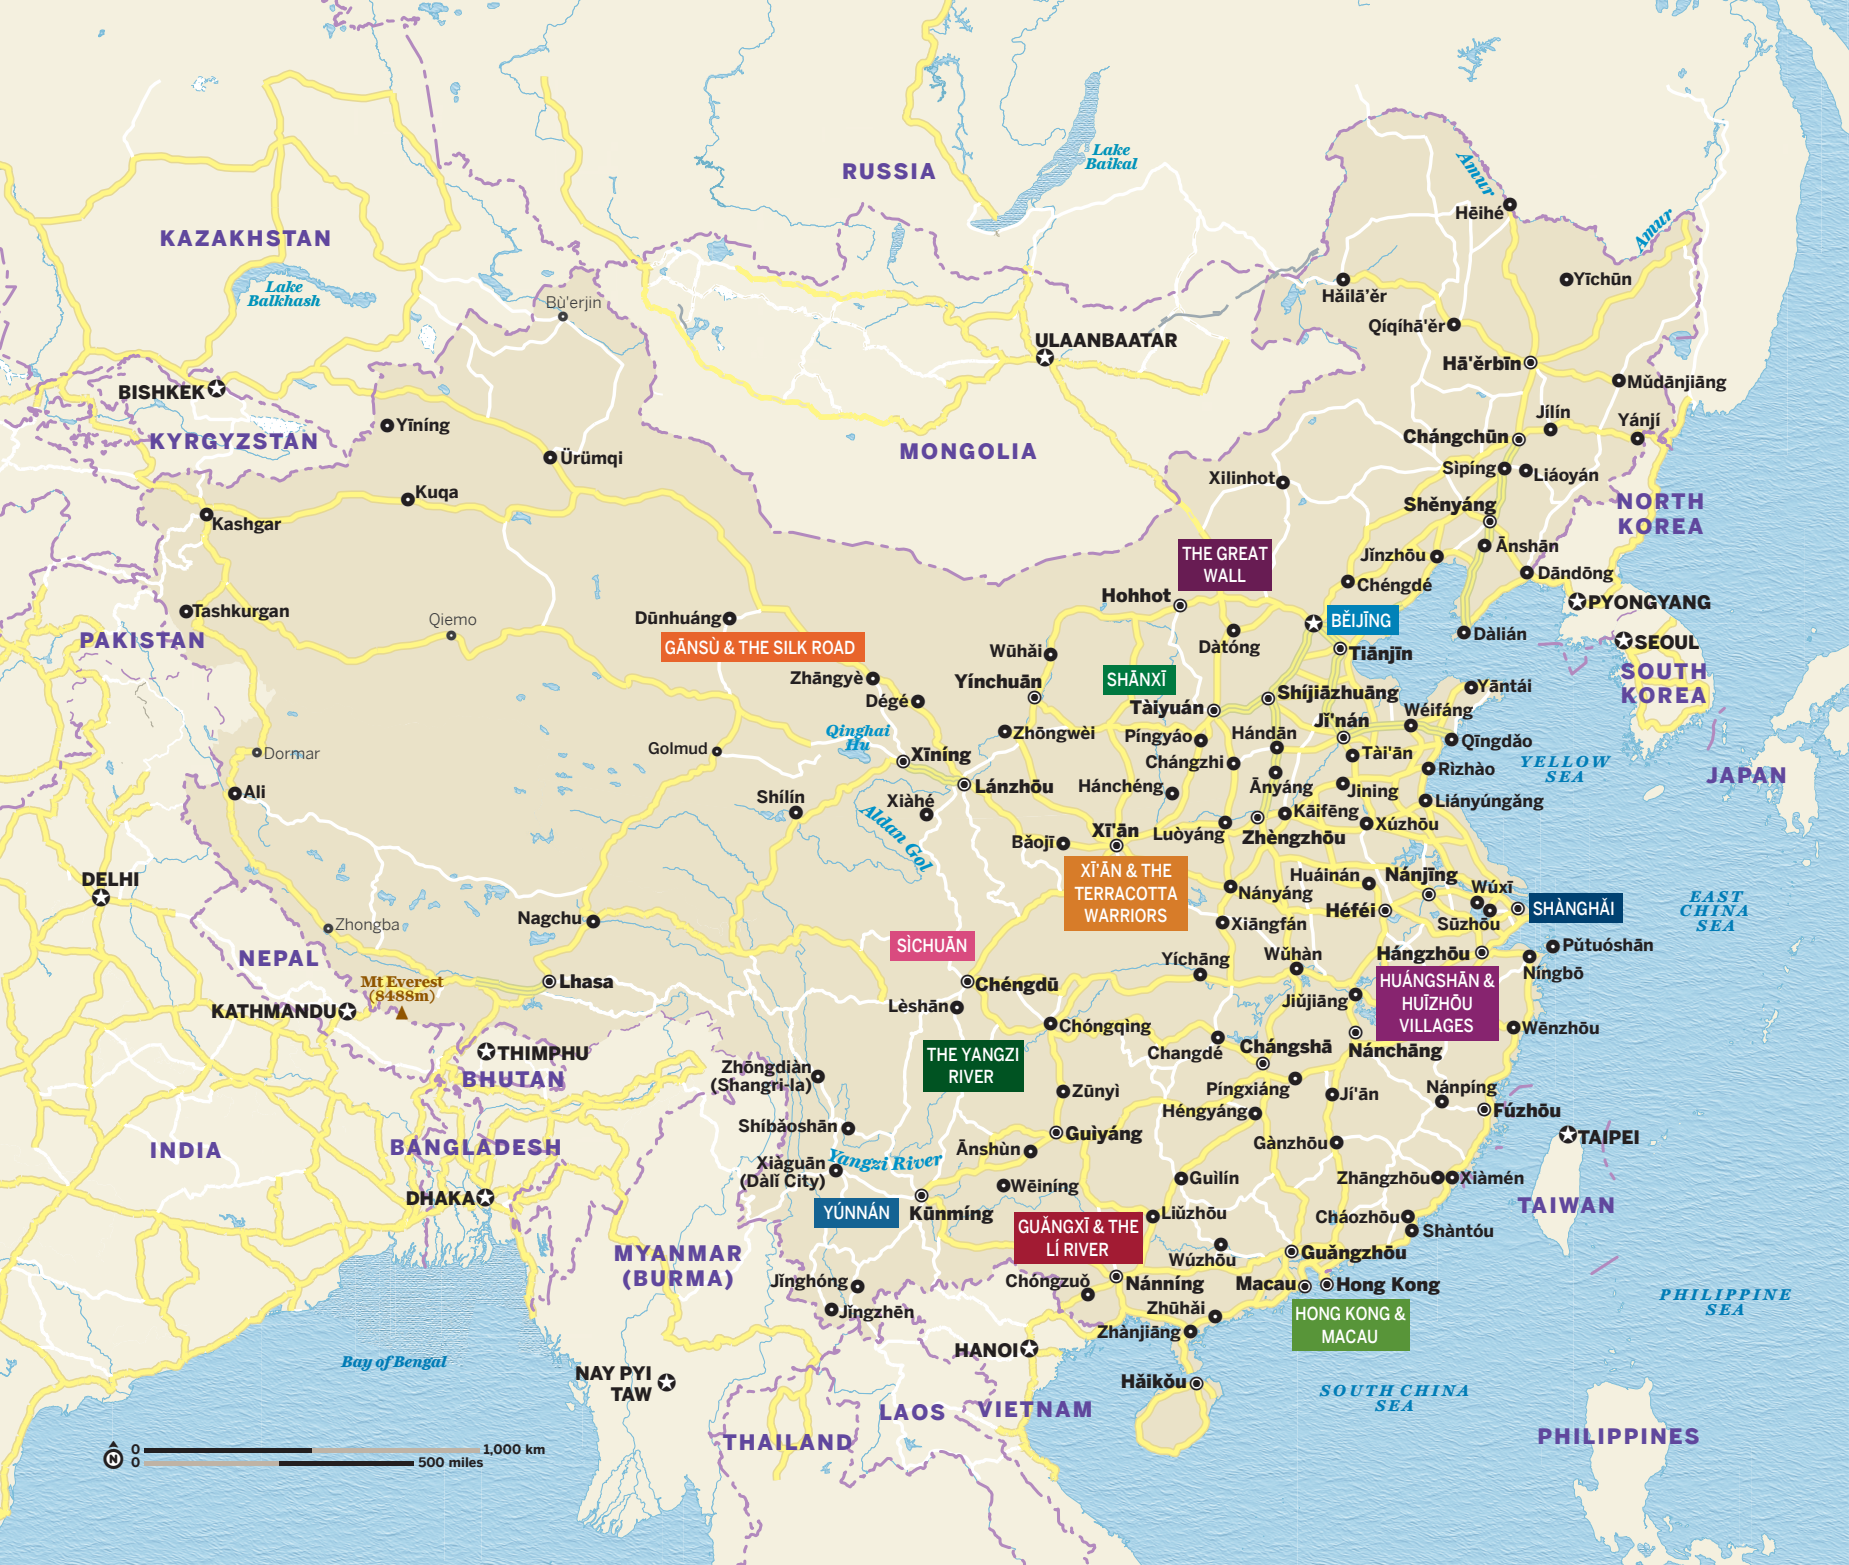 RUSSIA
Lake
Baikal
Amur
Amur
Hēihé
KAZAKHSTAN
Lake
Balkhash
Bù'erjin
Hǎilā'ěr
Yīchūn
Qíqíhā'ěr
ULAANBAATAR
Hā'ěrbīn
Mǔdānjiāng
BISHKEK
KYRGYZSTAN
Yīníng
Jílín
Yánjí
Chángchūn
MONGOLIA
Ürümqi
Sìpíng
Liáoyán
Xilinhot
Kuqa
Kashgar
Shěnyáng
NORTH
KOREA
Ānshān
Jǐnzhōu
THE GREAT
WALL
Chéngdé
Dāndōng
Hohhot
PYONGYANG
Tashkurgan
Qiemo
Dūnhuáng
BĚIJĪNG
Dàlián
SEOUL
PAKISTAN
GĀNSÙ & THE SILK ROAD
Wūhǎi
Dàtóng
Tiānjīn
SOUTH
KOREA
Zhāngyè
Yínchuān
SHĀNXĪ
Shíjiāzhuāng
Yāntái
Dégé
Tàiyuán
Wéifáng
Jǐ'nán
Qinghai
Hu
Zhōngwèi
Píngyáo
Hándān
Qīngdǎo
Dormar
Golmud
Xīníng
Chángzhi
Tài'ān
Rìzhào
YELLOW
SEA
JAPAN
Ali
Lánzhōu
Hánchéng
Ānyáng
Jining
Liányúngǎng
Shílín
Xiàhé
Aldan Gol
Kāifēng
Xúzhōu
Bǎojī
Xī'ān
Luòyáng
Zhèngzhōu
DELHI
XĪ'ĀN & THE
TERRACOTTA
WARRIORS
Huáinán
Nánjīng
Nányáng
Wúxī
Héféi
SHÀNGHǍI
EAST
CHINA
SEA
Zhongba
Nagchu
Xiāngfán
Sūzhōu
SÌCHUĀN
NEPAL
Yíchāng
Wǔhàn
Hángzhōu
Pǔtuóshān
Níngbō
Mt Everest
(8488m)
Lhasa
Chéngdū
HUÁNGSHĀN &
HUĪZHŌU
VILLAGES
KATHMANDU
Lèshān
Jiǔjiāng
Chóngqìng
Wēnzhōu
THIMPHU
BHUTAN
THE YANGZI
RIVER
Changdé
Chángshā
Nánchāng
Zhōngdiàn
(Shangri-la)
Zūnyì
Píngxiáng
Jí'ān
Nánpíng
Héngyáng
Fúzhōu
Shíbǎoshān
Guìyáng
TAIPEI
INDIA
BANGLADESH
Ānshùn
Gànzhōu
Yangzi River
Xiàguān
(Dàlǐ City)
Wēiníng
Guìlín
Zhāngzhōu
Xiàmén
DHAKA
TAIWAN
YÚNNÁN
Kūnmíng
GUǍNGXĪ & THE
LÍ RIVER
Liǔzhōu
Cháozhōu
Shàntóu
MYANMAR
(BURMA)
Wúzhōu
Guǎngzhōu
Jǐnghóng
Chóngzuǒ
Nánníng
Macau
Hong Kong
PHILIPPINE
SEA
Jǐngzhēn
Zhūhǎi
HONG KONG &
MACAU
Zhànjiāng
Bay of Bengal
HANOI
NAY PYI
TAW
Hǎikǒu
SOUTH CHINA
SEA
LAOS
VIETNAM
THAILAND
PHILIPPINES
N
0
1,000 km
0
500 miles